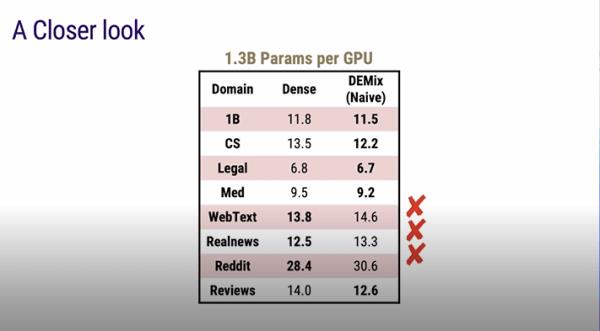 A Closer look
1.3B Params per GPU
Domain Dense DEMix (Naive)
1B 11.8 11.5
CS 13.5 12.2
Legal 6.8 6.7
Med 9.5 9.2
WebText 13.8 14.6
Realnews 12.5 13.3
Reddit 28.4 30.6
Reviews 14.0 12.6